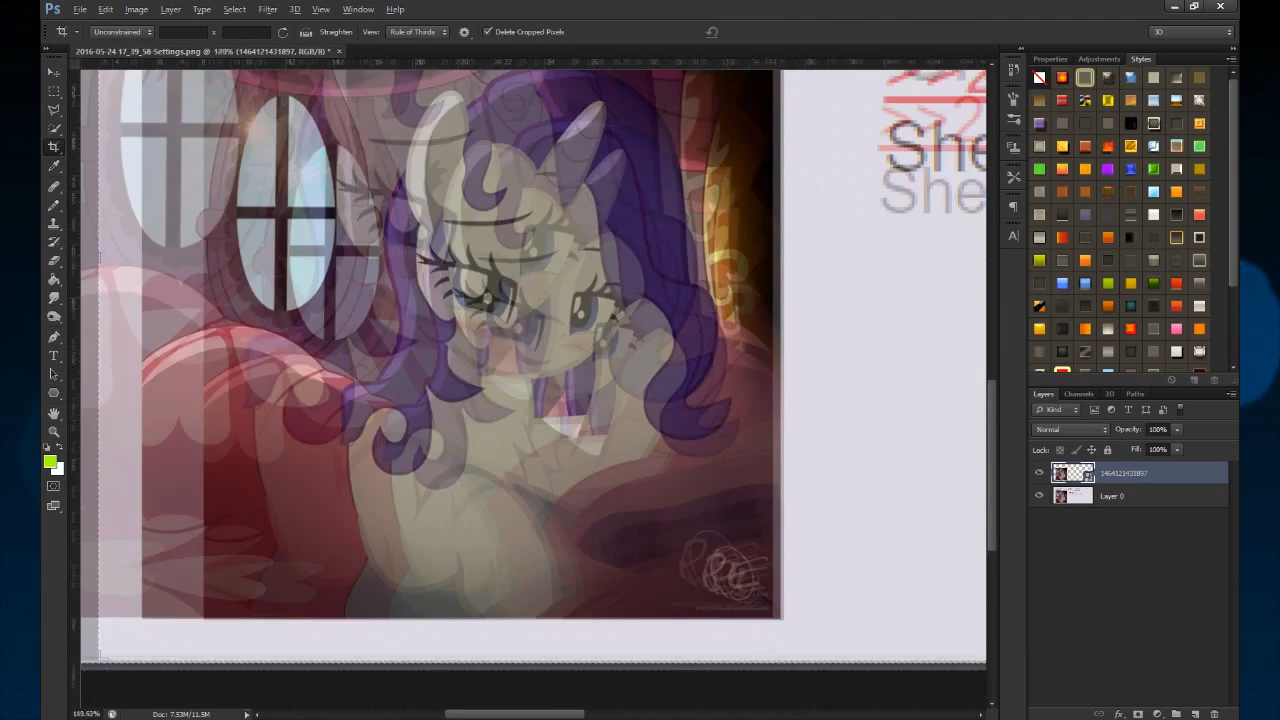 Ps File Edit Image Layer Type Select Filter 3D View Window Help
Unconstrained x Straighten View: Rule of Thirds Delete Cropped Pixels 3D
2016-05-24 17_39_58-Settings.png @ 189% (1464121431897, RGB/8) *
Properties Adjustments Styles
She
She
Layers Channels 3D Paths
Kind
Normal Opacity: 100%
Lock: Fill: 100%
1464121431897
Layer 0
Doc: 7.53M/11.5M